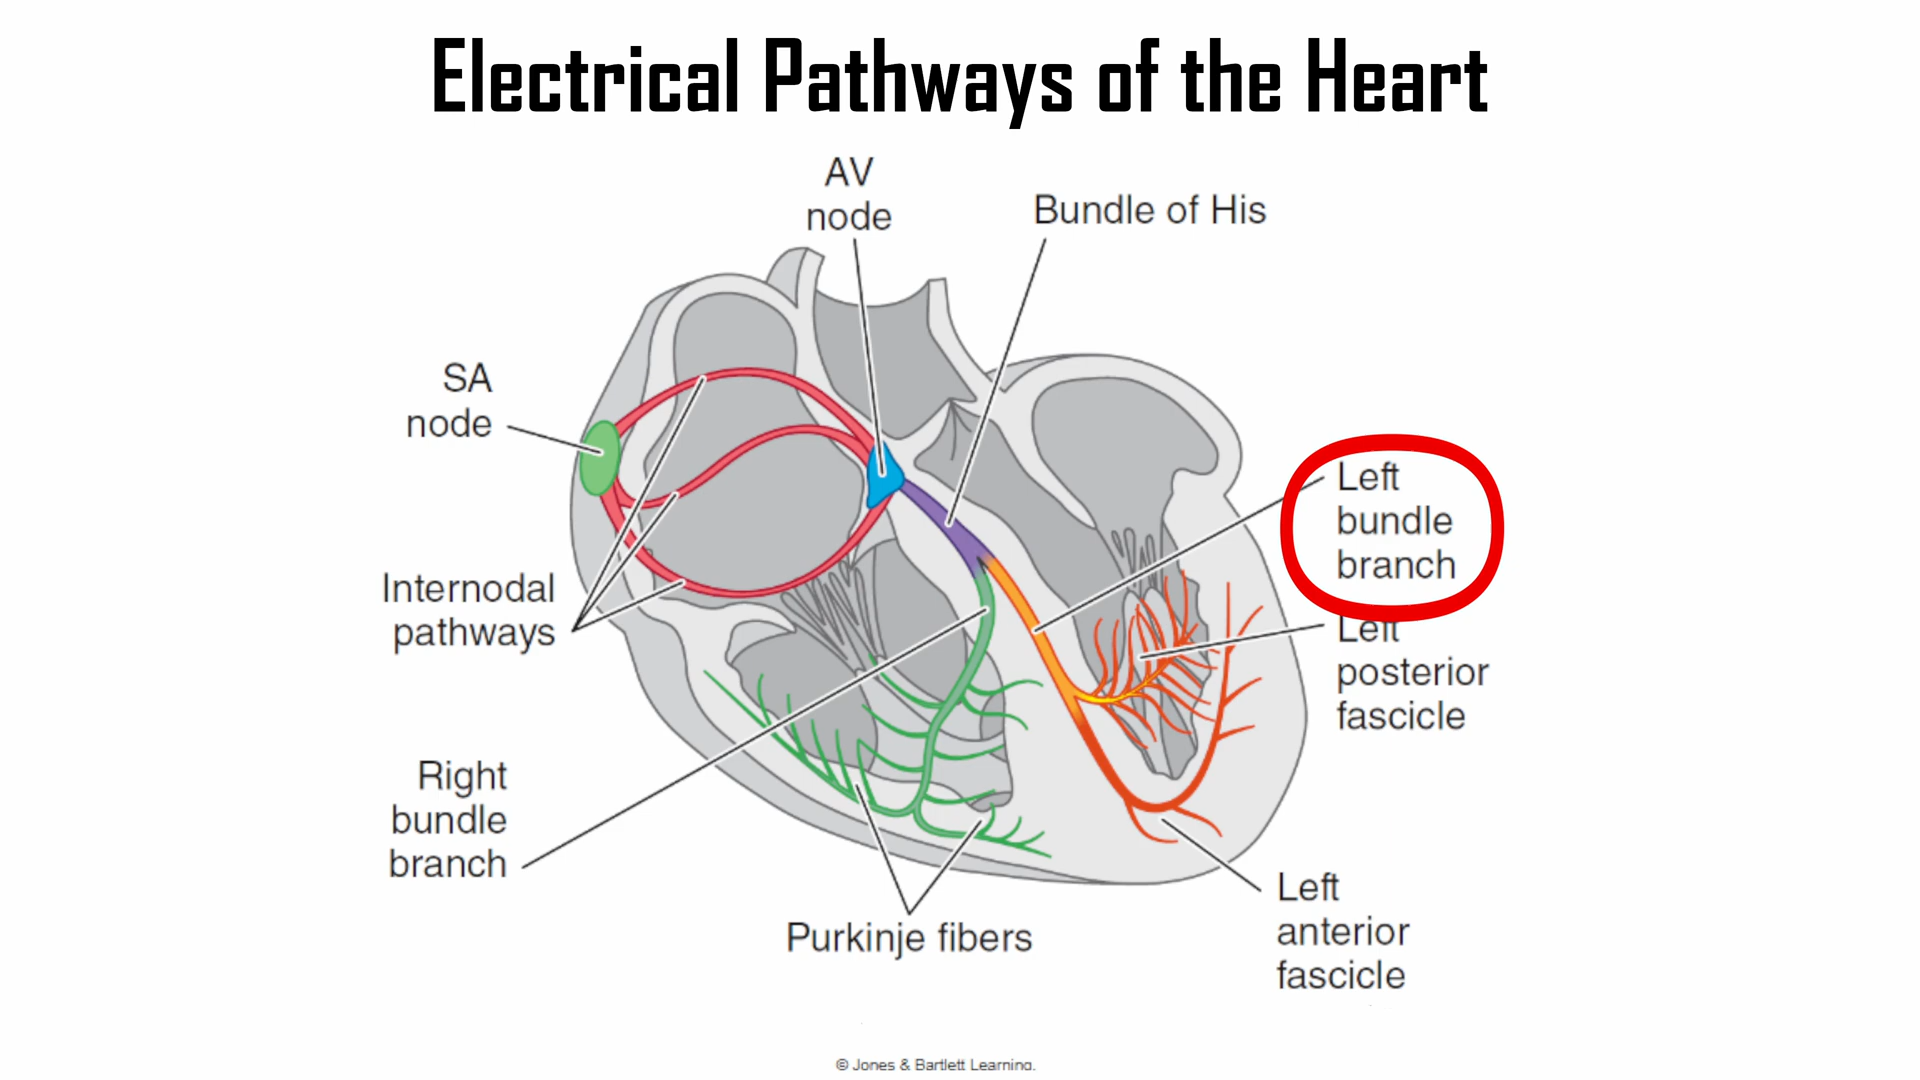 Electrical Pathways of the Heart
AV
node
Bundle of His
SA
node
Left
bundle
branch
Internodal
pathways
Left
posterior
fascicle
Right
bundle
branch
Left
anterior
fascicle
Purkinje fibers
© Jones & Bartlett Learning.